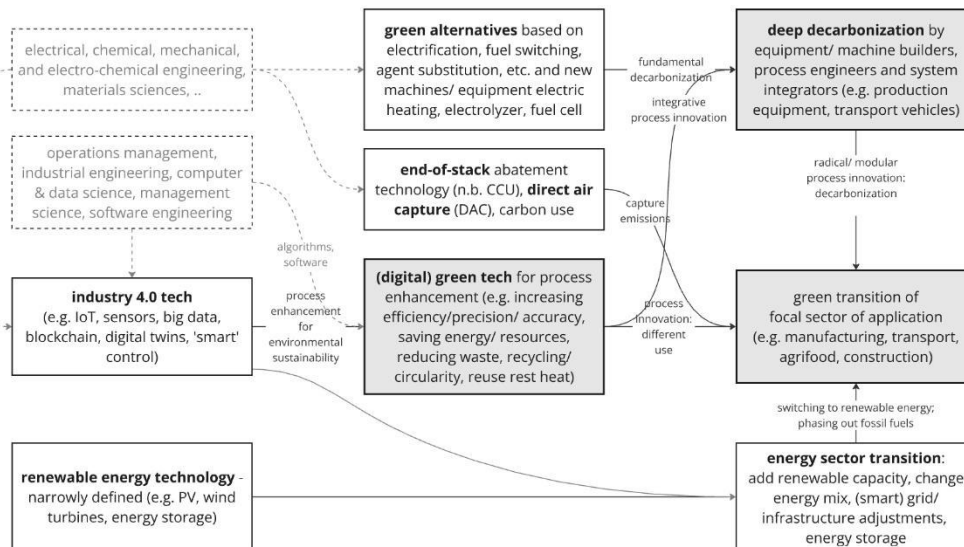 electrical, chemical, mechanical,
and electro-chemical engineering,
materials sciences, ..
operations management,
industrial engineering, computer
& data science, management
science, software engineering
algorithms,
software
industry 4.0 tech
(e.g. IoT, sensors, big data,
blockchain, digital twins, 'smart'
control)
process
enhancement
for
environmental
sustainability
renewable energy technology -
narrowly defined (e.g. PV, wind
turbines, energy storage)
green alternatives based on
electrification, fuel switching,
agent substitution, etc. and new
machines/ equipment electric
heating, electrolyzer, fuel cell
end-of-stack abatement
technology (n.b. CCU), direct air
capture (DAC), carbon use
(digital) green tech for process
enhancement (e.g. increasing
efficiency/precision/ accuracy,
saving energy/ resources,
reducing waste, recycling/
circularity, reuse rest heat)
fundamental
decarbonization
integrative
process innovation
capture
emissions
process
innovation:
different
use
deep decarbonization by
equipment/ machine builders,
process engineers and system
integrators (e.g. production
equipment, transport vehicles)
radical/ modular
process innovation:
decarbonization
green transition of
focal sector of application
(e.g. manufacturing, transport,
agrifood, construction)
switching to renewable energy;
phasing out fossil fuels
energy sector transition:
add renewable capacity, change
energy mix, (smart) grid/
infrastructure adjustments,
energy storage